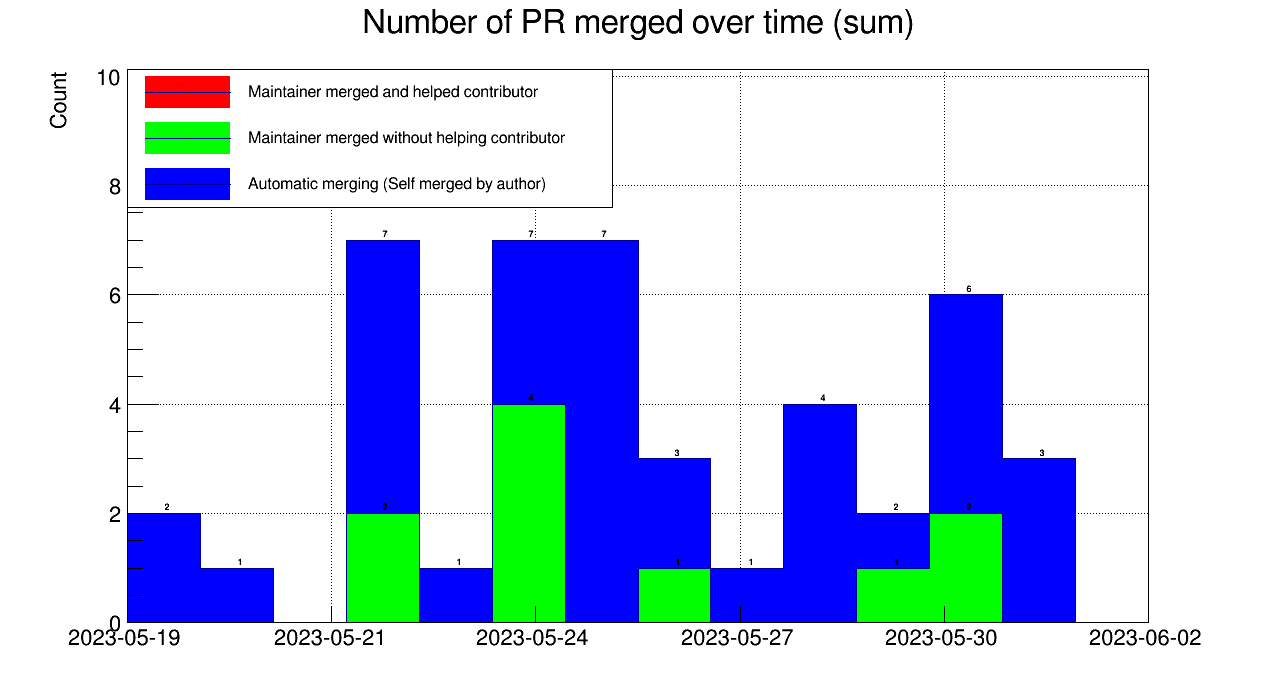 Number of PR merged over time (sum)
Count
10
8
6
4
2
0
Maintainer merged and helped contributor
Maintainer merged without helping contributor
Automatic merging (Self merged by author)
7 7 7
6
4 4
3 3
2 2 2 2
1 1 1 1 1
2023-05-19 2023-05-21 2023-05-24 2023-05-27 2023-05-30 2023-06-02